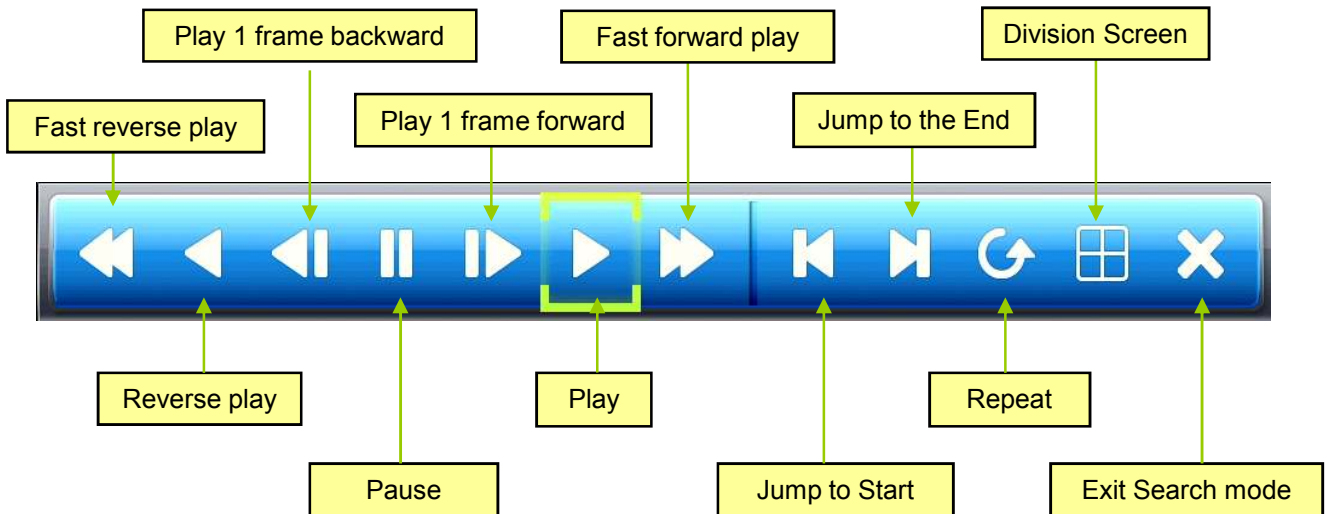 Play 1 frame backward
Fast forward play
Division Screen
Fast reverse play
Play 1 frame forward
Jump to the End
Reverse play
Play
Repeat
Pause
Jump to Start
Exit Search mode